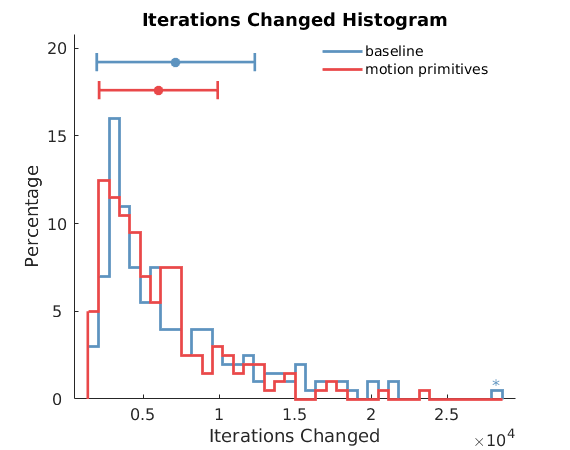 Iterations Changed Histogram
20
15
10
5
0
Percentage
baseline
motion primitives
*
0.5
1
1.5
2
2.5
Iterations Changed
×10^4